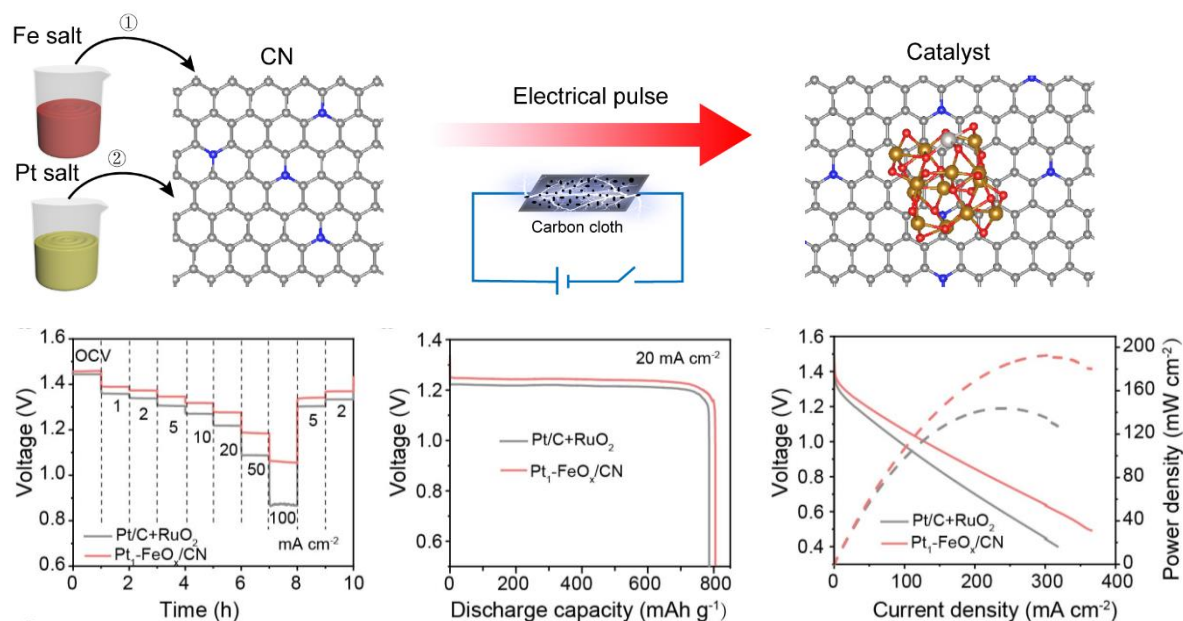 Fe salt
①
CN
Electrical pulse
Catalyst
Pt salt
②
Carbon cloth
1.6
1.4
1.2
1.0
0.8
0.6
Voltage (V)
OCV
1
2
5
10
20
50
100
5
2
mA cm⁻²
Pt/C+RuO₂
Pt₁-FeOₓ/CN
0
2
4
6
8
10
Time (h)
1.4
1.2
1.0
0.8
0.6
Voltage (V)
20 mA cm⁻²
Pt/C+RuO₂
Pt₁-FeOₓ/CN
0
200
400
600
800
1000
Discharge capacity (mAh g⁻¹)
1.6
1.4
1.2
1.0
0.8
0.6
0.4
Voltage (V)
Pt/C+RuO₂
Pt₁-FeOₓ/CN
200
160
120
80
40
0
Power density (mW cm⁻²)
0
100
200
300
400
Current density (mA cm⁻²)